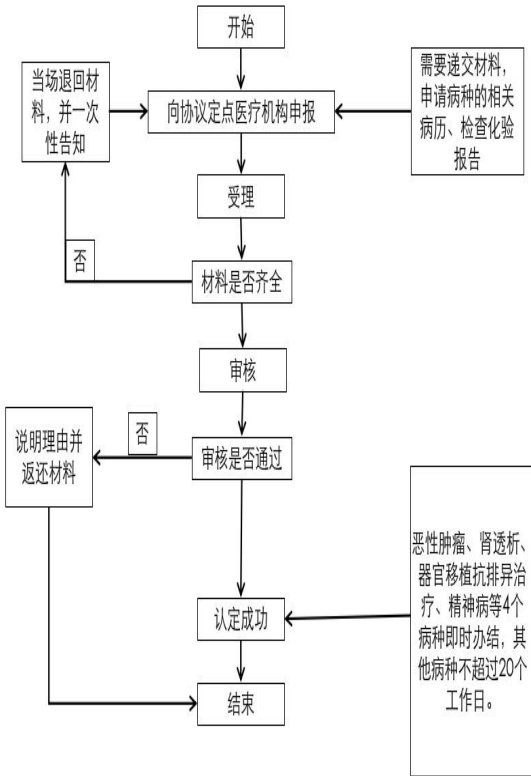 开始
当场退回材
料，并一次
性告知
向协议定点医疗机构申报
需要递交材料，
申请病种的相关
病历、检查化验
报告
受理
否
材料是否齐全
审核
否
说明理由并
返还材料
审核是否通过
恶性肿瘤、肾透析、
器官移植抗排异治
疗、精神病等4个
病种即时办结，其
他病种不超过20个
工作日。
认定成功
结束